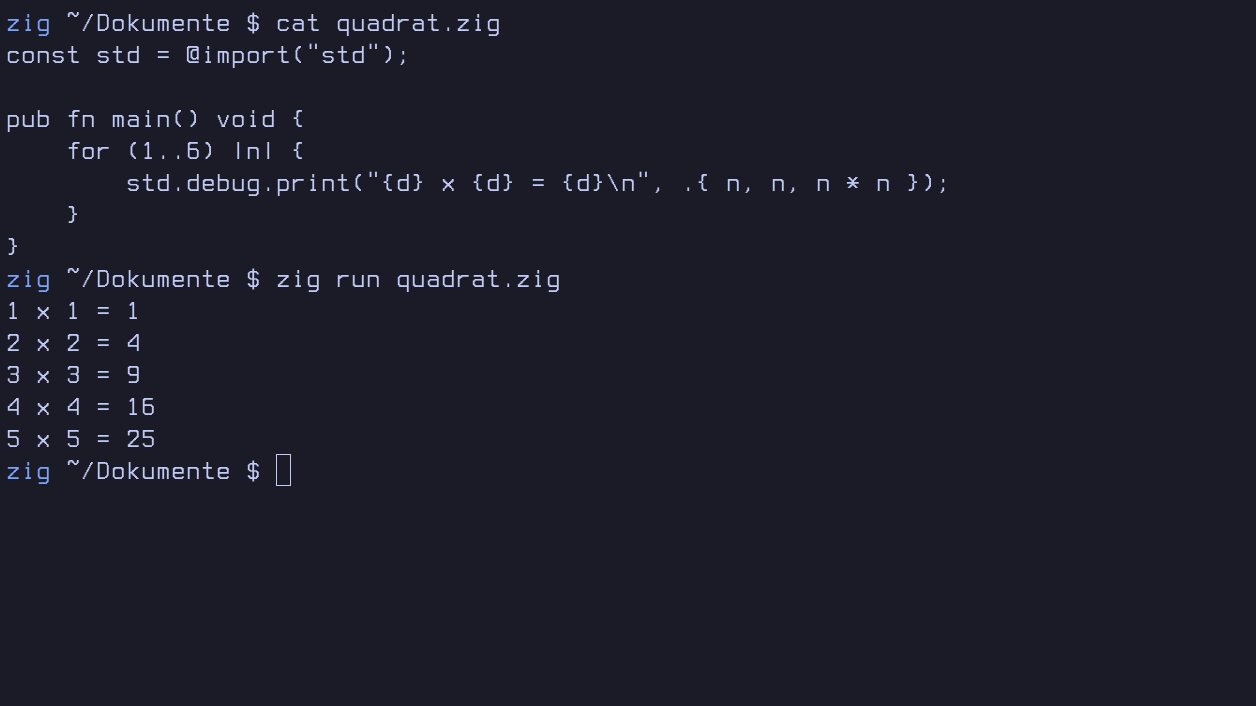 zig ~/Dokumente $ cat quadrat.zig
const std = @import("std");

pub fn main() void {
    for (1..6) |n| {
        std.debug.print("{d} x {d} = {d}\n", .{ n, n, n * n });
    }
}
zig ~/Dokumente $ zig run quadrat.zig
1 x 1 = 1
2 x 2 = 4
3 x 3 = 9
4 x 4 = 16
5 x 5 = 25
zig ~/Dokumente $